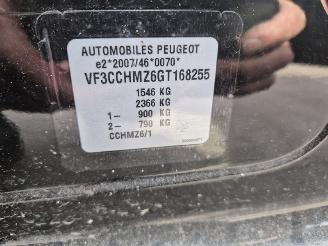 AUTOMOBILES PEUGEOT
e2*2007/46*0070*
VF3CCHMZ6GT168255
1546 KG
2366 KG
1- 900 KG
2- 790 KG
CCHMZ6/1